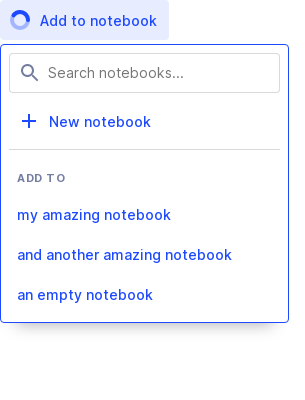 Add to notebook
Search notebooks...
New notebook
ADD TO
my amazing notebook
and another amazing notebook
an empty notebook